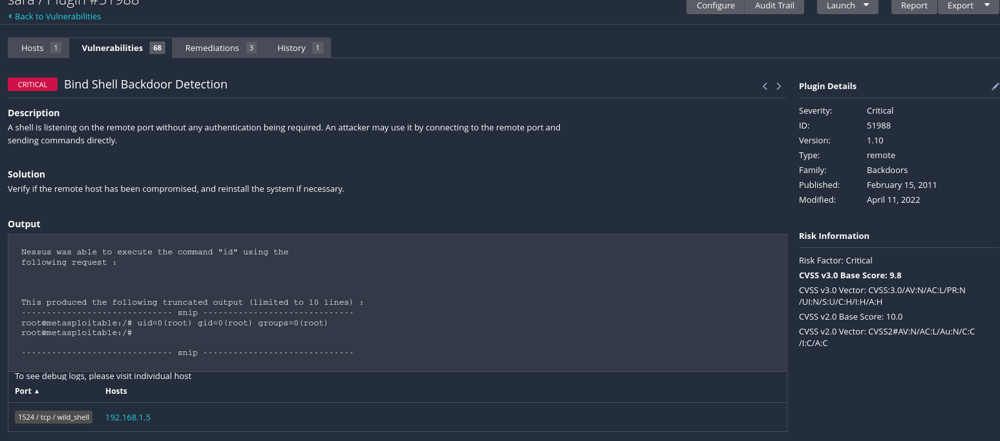 sara / Plugin #51988
Back to Vulnerabilities
Configure Audit Trail Launch Report Export
Hosts 1 Vulnerabilities 68 Remediations 3 History 1
CRITICAL Bind Shell Backdoor Detection
Description
A shell is listening on the remote port without any authentication being required. An attacker may use it by connecting to the remote port and
sending commands directly.
Solution
Verify if the remote host has been compromised, and reinstall the system if necessary.
Output
Nessus was able to execute the command "id" using the
following request :
This produced the following truncated output (limited to 10 lines) :
------------------------------ snip ------------------------------
root@metasploitable:/# uid=0(root) gid=0(root) groups=0(root)
root@metasploitable:/#
------------------------------ snip ------------------------------
To see debug logs, please visit individual host
Port ▲ Hosts
1524 / tcp / wild_shell 192.168.1.5
Plugin Details
Severity: Critical
ID: 51988
Version: 1.10
Type: remote
Family: Backdoors
Published: February 15, 2011
Modified: April 11, 2022
Risk Information
Risk Factor: Critical
CVSS v3.0 Base Score: 9.8
CVSS v3.0 Vector: CVSS:3.0/AV:N/AC:L/PR:N
/UI:N/S:U/C:H/I:H/A:H
CVSS v2.0 Base Score: 10.0
CVSS v2.0 Vector: CVSS2#AV:N/AC:L/Au:N/C:C
/I:C/A:C